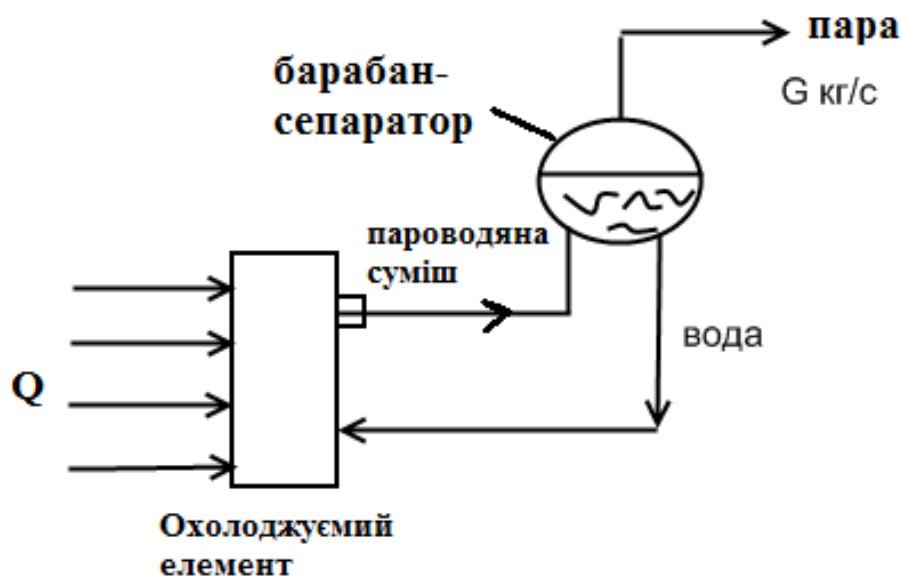 пара
G кг/с
барабан-
сепаратор
пароводяна
суміш
вода
Q
Охолоджуємий
елемент